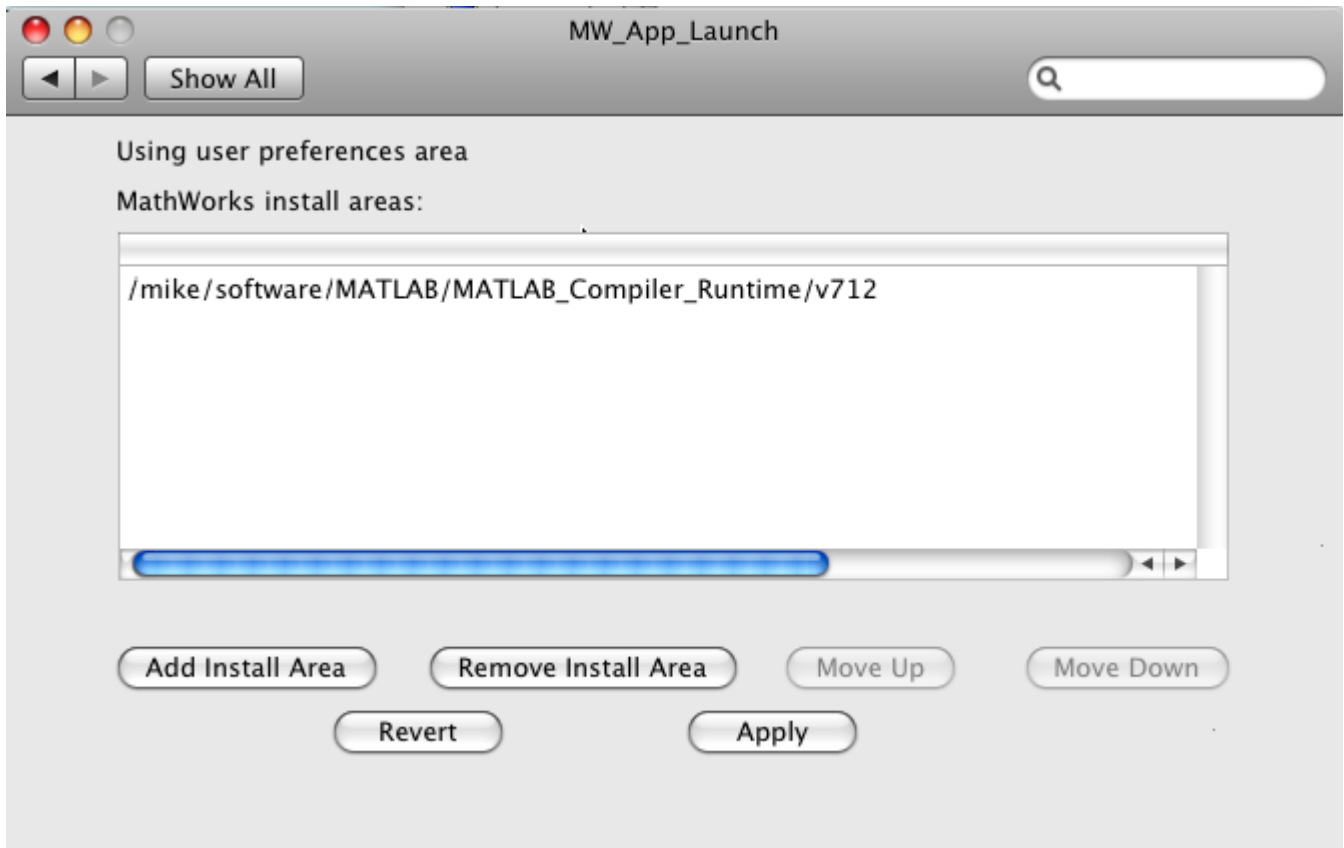 MW_App_Launch
Show All
Using user preferences area
MathWorks install areas:
/mike/software/MATLAB/MATLAB_Compiler_Runtime/v712
Add Install Area
Remove Install Area
Move Up
Move Down
Revert
Apply